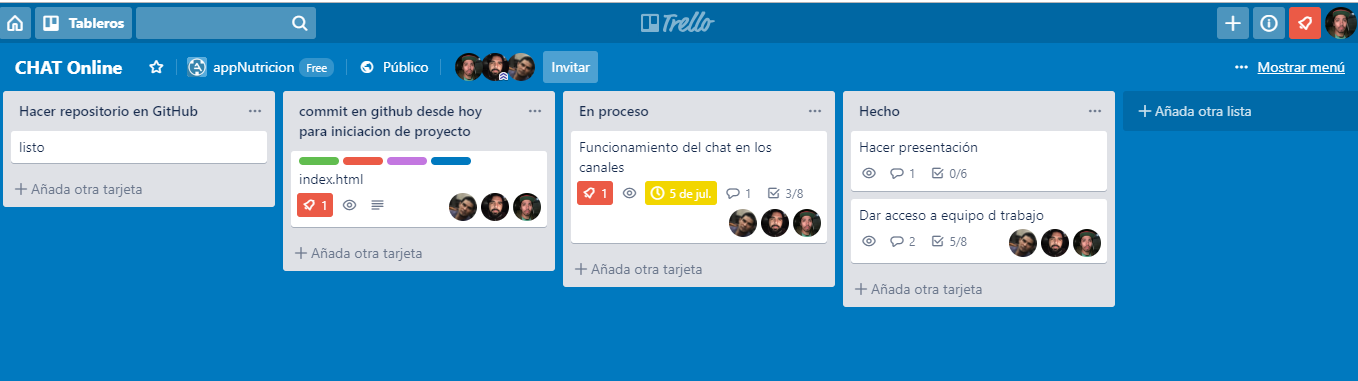 Tableros
Trello
CHAT Online
appNutricion Free
Público
Invitar
... Mostrar menú
Hacer repositorio en GitHub
listo
+ Añada otra tarjeta
commit en github desde hoy
para iniciacion de proyecto
index.html
1
+ Añada otra tarjeta
En proceso
Funcionamiento del chat en los
canales
1 5 de jul. 1 3/8
+ Añada otra tarjeta
Hecho
Hacer presentación
1 0/6
Dar acceso a equipo d trabajo
2 5/8
+ Añada otra tarjeta
+ Añada otra lista